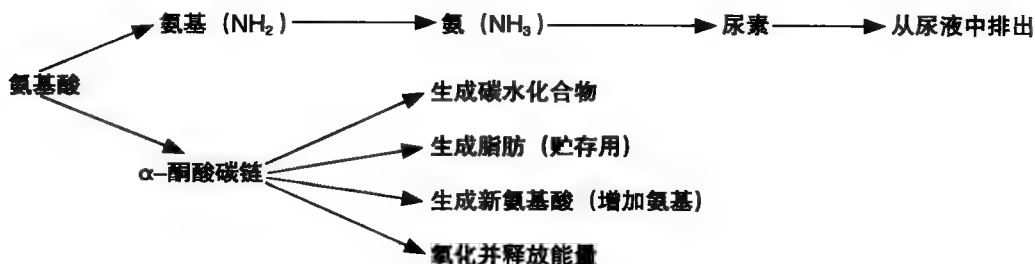 氨基（NH₂） 氨（NH₃） 尿素 从尿液中排出
氨基酸
生成碳水化合物
生成脂肪（贮存用）
α-酮酸碳链
生成新氨基酸（增加氨基）
氧化并释放能量